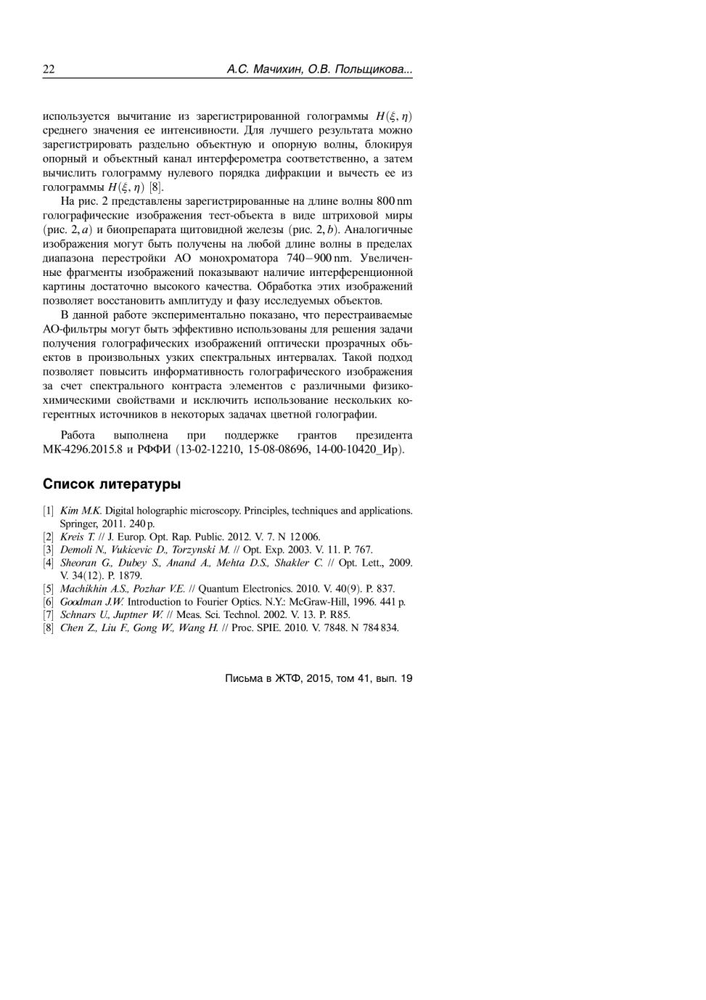 22 А.С. Мачихин, О.В. Польщикова...
используется вычитание из зарегистрированной голограммы H(ξ, η)
среднего значения ее интенсивности. Для лучшего результата можно
зарегистрировать раздельно объектную и опорную волны, блокируя
опорный и объектный канал интерферометра соответственно, а затем
вычислить голограмму нулевого порядка дифракции и вычесть ее из
голограммы H(ξ, η) [8].
На рис. 2 представлены зарегистрированные на длине волны 800 nm
голографические изображения тест-объекта в виде штриховой миры
(рис. 2, a) и биопрепарата щитовидной железы (рис. 2, b). Аналогичные
изображения могут быть получены на любой длине волны в пределах
диапазона перестройки АО монохроматора 740−900 nm. Увеличен-
ные фрагменты изображений показывают наличие интерференционной
картины достаточно высокого качества. Обработка этих изображений
позволяет восстановить амплитуду и фазу исследуемых объектов.
В данной работе экспериментально показано, что перестраиваемые
АО-фильтры могут быть эффективно использованы для решения задачи
получения голографических изображений оптически прозрачных объ-
ектов в произвольных узких спектральных интервалах. Такой подход
позволяет повысить информативность голографического изображения
за счет спектрального контраста элементов с различными физико-
химическими свойствами и исключить использование нескольких ко-
герентных источников в некоторых задачах цветной голографии.
Работа выполнена при поддержке грантов президента
МК-4296.2015.8 и РФФИ (13-02-12210, 15-08-08696, 14-00-10420_Ир).
Список литературы
[1] Kim M.K. Digital holographic microscopy. Principles, techniques and applications.
Springer, 2011. 240 p.
[2] Kreis T. // J. Europ. Opt. Rap. Public. 2012. V. 7. N 12 006.
[3] Demoli N., Vukicevic D., Torzynski M. // Opt. Exp. 2003. V. 11. P. 767.
[4] Sheoran G., Dubey S., Anand A., Mehta D.S., Shakler C. // Opt. Lett., 2009.
V. 34(12). P. 1879.
[5] Machikhin A.S., Pozhar V.E. // Quantum Electronics. 2010. V. 40(9). P. 837.
[6] Goodman J.W. Introduction to Fourier Optics. N.Y.: McGraw-Hill, 1996. 441 p.
[7] Schnars U., Juptner W. // Meas. Sci. Technol. 2002. V. 13. P. R85.
[8] Chen Z., Liu F., Gong W., Wang H. // Proc. SPIE. 2010. V. 7848. N 784 834.
Письма в ЖТФ, 2015, том 41, вып. 19